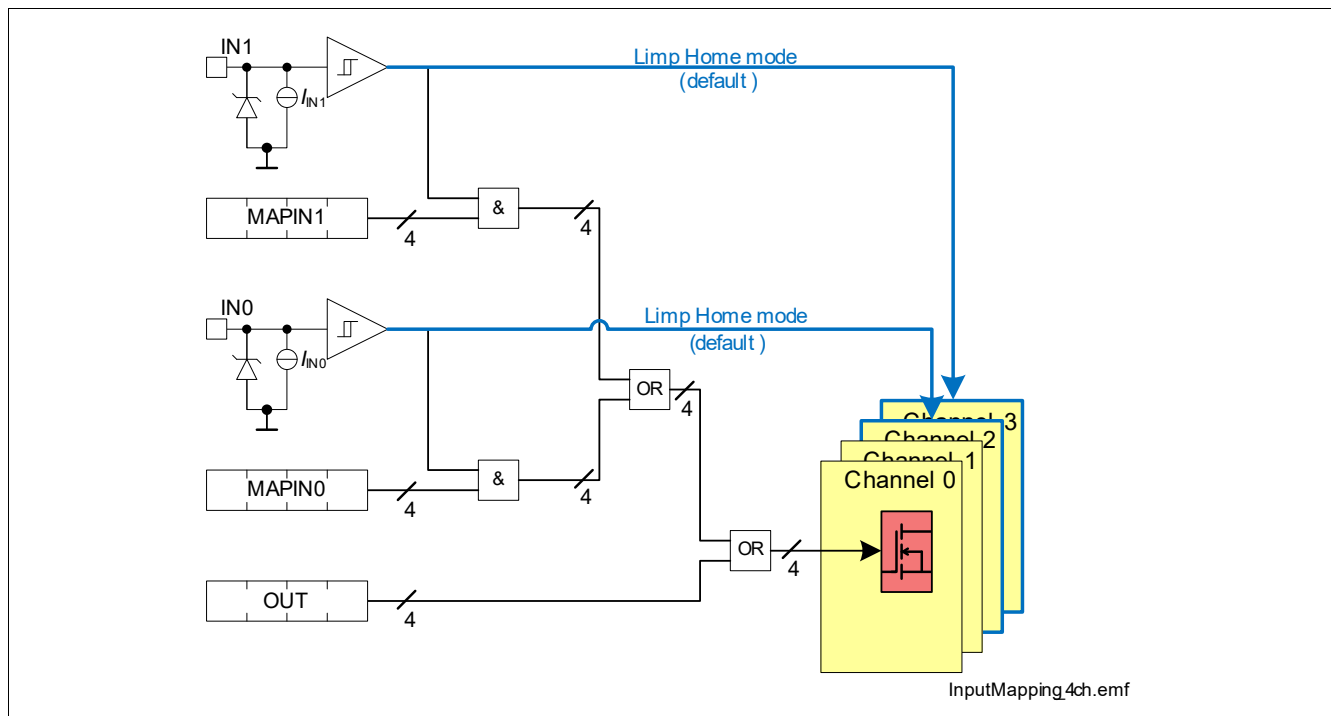 IN1
Limp Home mode
(default )
IIN1
MAPIN1
&
4
4
IN0
Limp Home mode
(default )
IIN0
OR
4
Channel 3
Channel 2
Channel 1
Channel 0
MAPIN0
&
4
4
OR
4
OUT
4
InputMapping_4ch.emf